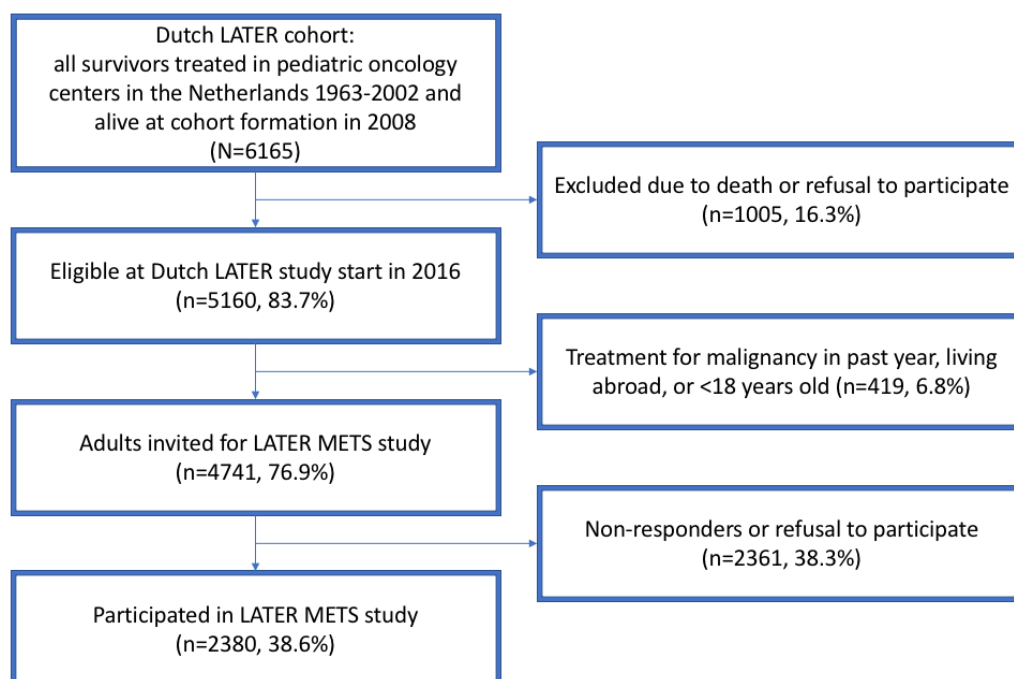 Dutch LATER cohort:
all survivors treated in pediatric oncology
centers in the Netherlands 1963-2002 and
alive at cohort formation in 2008
(N=6165)
Excluded due to death or refusal to participate
(n=1005, 16.3%)
Eligible at Dutch LATER study start in 2016
(n=5160, 83.7%)
Treatment for malignancy in past year, living
abroad, or <18 years old (n=419, 6.8%)
Adults invited for LATER METS study
(n=4741, 76.9%)
Non-responders or refusal to participate
(n=2361, 38.3%)
Participated in LATER METS study
(n=2380, 38.6%)